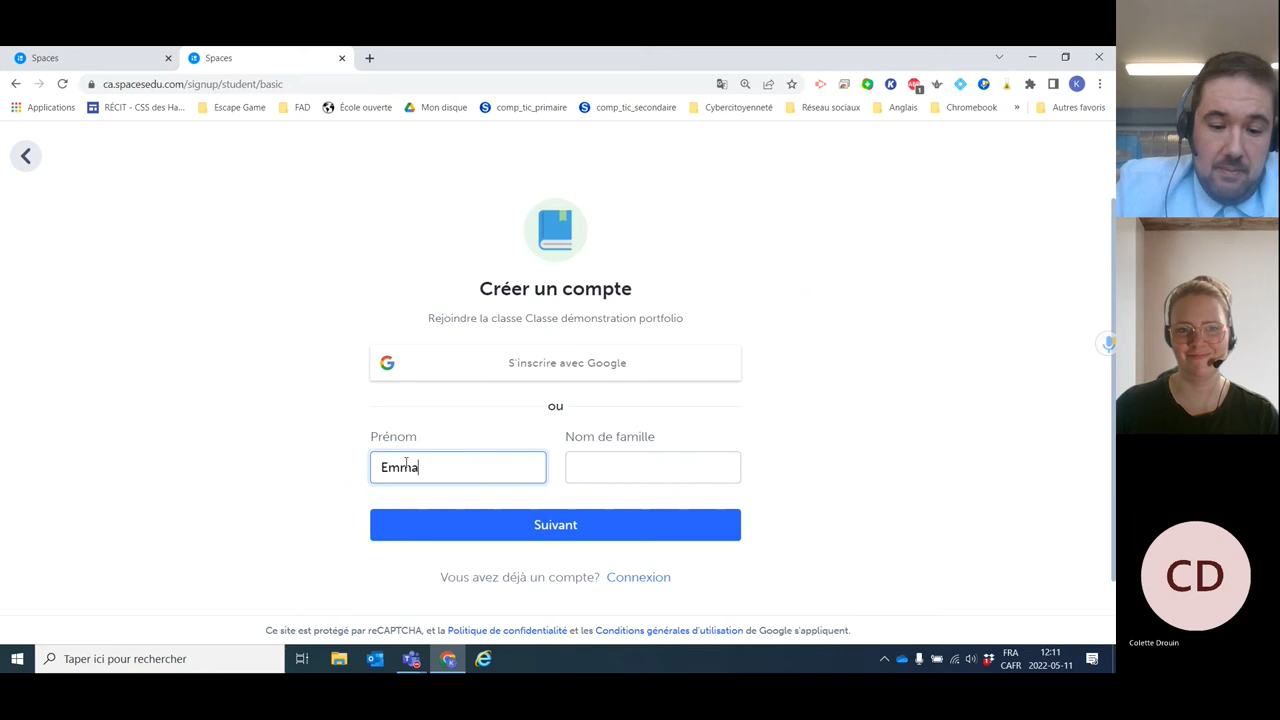 Spaces
Spaces
ca.spacesedu.com/signup/student/basic
Applications
RÉCIT - CSS des Ha...
Escape Game
FAD
École ouverte
Mon disque
comp_tic_primaire
comp_tic_secondaire
Cybercitoyenneté
Réseau sociaux
Anglais
Chromebook
»
Autres favoris
K
Créer un compte
Rejoindre la classe Classe démonstration portfolio
S'inscrire avec Google
ou
Prénom
Nom de famille
Emma
Suivant
Vous avez déjà un compte? Connexion
Ce site est protégé par reCAPTCHA, et la Politique de confidentialité et les Conditions générales d'utilisation de Google s'appliquent.
Taper ici pour rechercher
FRA
CAFR
12:11
2022-05-11
CD
Colette Drouin